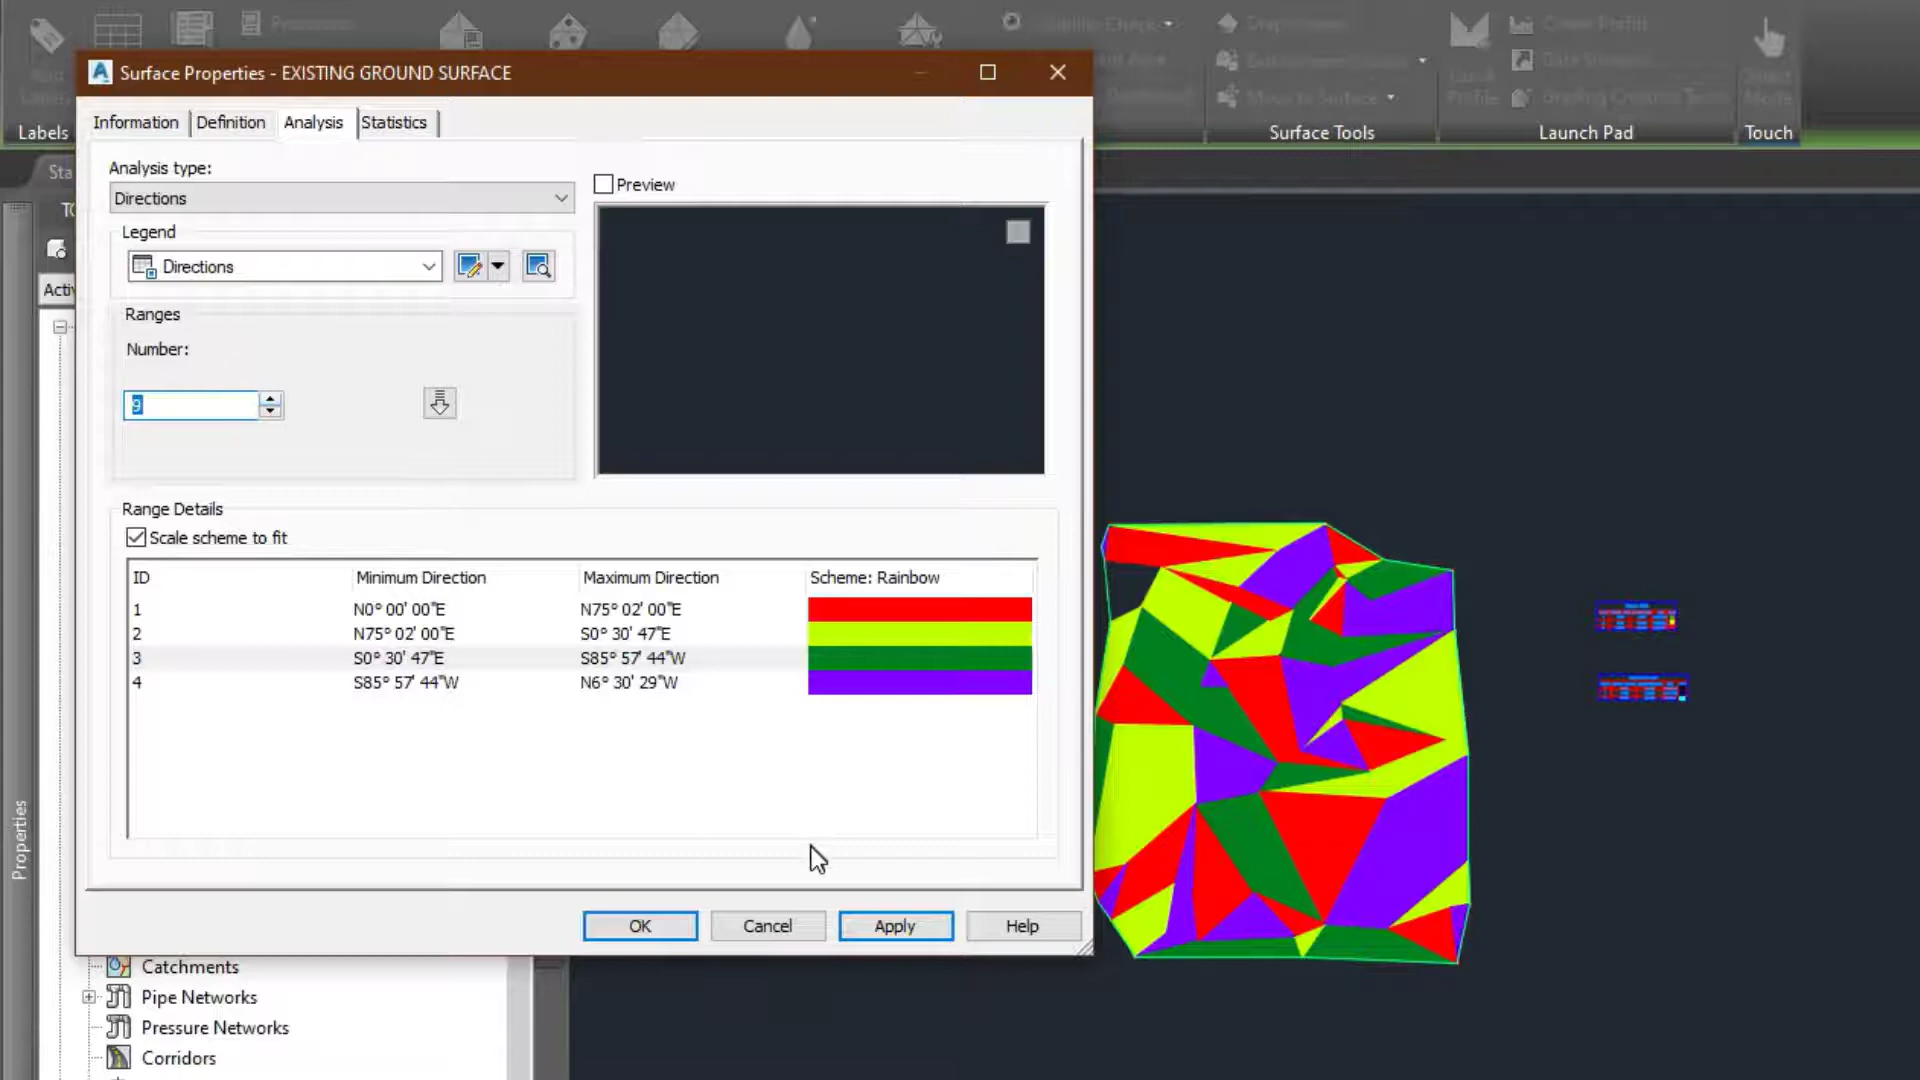 Surface Properties - EXISTING GROUND SURFACE
Labels
Surface Tools
Launch Pad
Touch
Information
Definition
Analysis
Statistics
Analysis type:
Directions
Preview
Legend
Directions
Ranges
Number:
9
Range Details
Scale scheme to fit
ID Minimum Direction Maximum Direction Scheme: Rainbow
1 N0° 00' 00"E N75° 02' 00"E
2 N75° 02' 00"E S0° 30' 47"E
3 S0° 30' 47"E S85° 57' 44"W
4 S85° 57' 44"W N6° 30' 29"W
OK
Cancel
Apply
Help
Properties
Catchments
Pipe Networks
Pressure Networks
Corridors